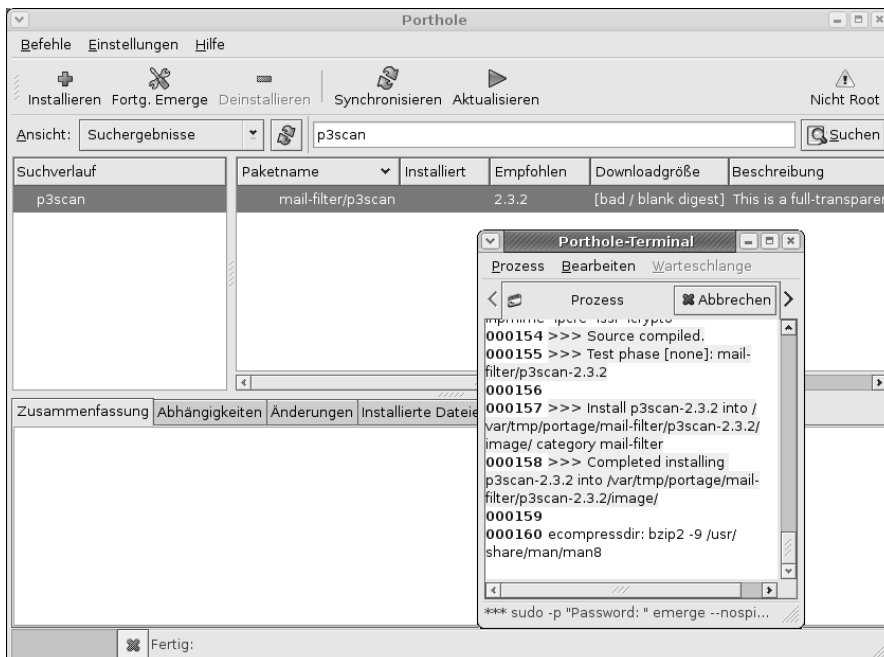 Porthole
Befehle Einstellungen Hilfe
Installieren Fortg. Emerge Deinstallieren Synchronisieren Aktualisieren Nicht Root
Ansicht: Suchergebnisse p3scan Suchen
Suchverlauf Paketname Installiert Empfohlen Downloadgröße Beschreibung
p3scan mail-filter/p3scan 2.3.2 [bad / blank digest] This is a full-transparen
Porthole-Terminal
Prozess Bearbeiten Warteschlange
Prozess Abbrechen
000154 >>> Source compiled.
000155 >>> Test phase [none]: mail-
filter/p3scan-2.3.2
000156
000157 >>> Install p3scan-2.3.2 into /
var/tmp/portage/mail-filter/p3scan-2.3.2/
image/ category mail-filter
000158 >>> Completed installing
p3scan-2.3.2 into /var/tmp/portage/mail-
filter/p3scan-2.3.2/image/
000159
000160 ecompressdir: bzip2 -9 /usr/
share/man/man8
*** sudo -p "Password: " emerge --nospi...
Zusammenfassung Abhängigkeiten Änderungen Installierte Dateie
Fertig: